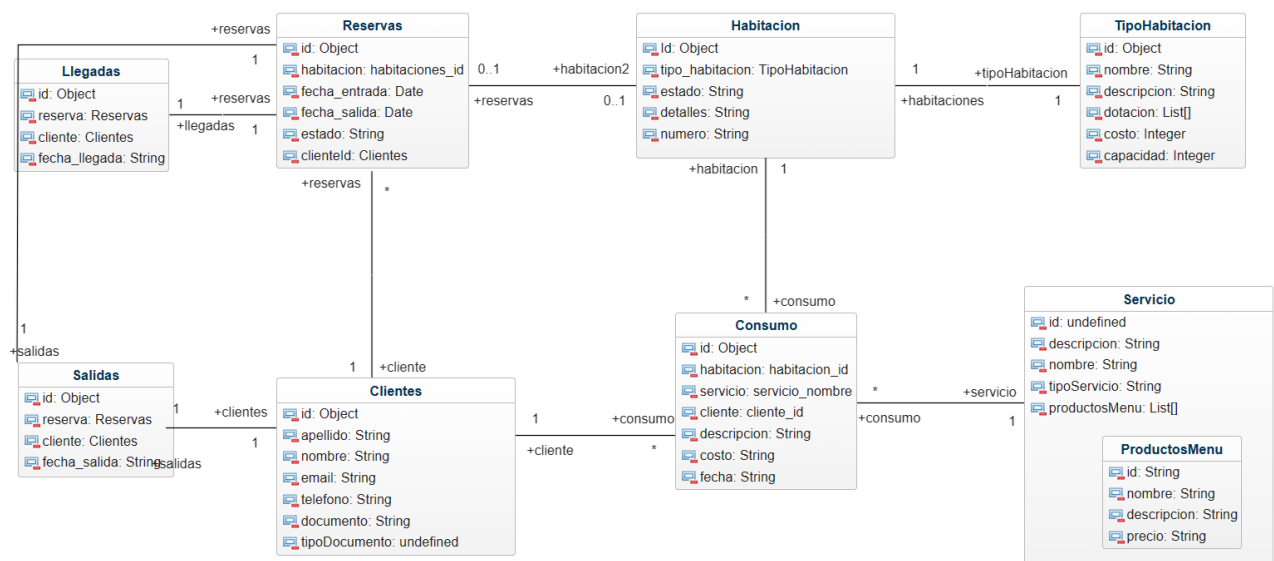 +reservas
1
Llegadas
id: Object
reserva: Reservas
cliente: Clientes
fecha_llegada: String
1
+llegadas
+reservas
1
Reservas
id: Object
habitacion: habitaciones_id
fecha_entrada: Date
fecha_salida: Date
estado: String
clienteId: Clientes
0..1
+reservas
+habitacion2
0..1
Habitacion
Id: Object
tipo_habitacion: TipoHabitacion
estado: String
detalles: String
numero: String
1
+habitaciones
+tipoHabitacion
1
TipoHabitacion
id: Object
nombre: String
descripcion: String
dotacion: List[]
costo: Integer
capacidad: Integer
+reservas
*
+habitacion
1
*
+consumo
1
+salidas
1
+cliente
Salidas
id: Object
reserva: Reservas
cliente: Clientes
fecha_salida: String
1
+salidas
+clientes
1
Clientes
id: Object
apellido: String
nombre: String
email: String
telefono: String
documento: String
tipoDocumento: undefined
1
+cliente
+consumo
*
Consumo
id: Object
habitacion: habitacion_id
servicio: servicio_nombre
cliente: cliente_id
descripcion: String
costo: String
fecha: String
*
+consumo
+servicio
1
Servicio
id: undefined
descripcion: String
nombre: String
tipoServicio: String
productosMenu: List[]
ProductosMenu
id: String
nombre: String
descripcion: String
precio: String